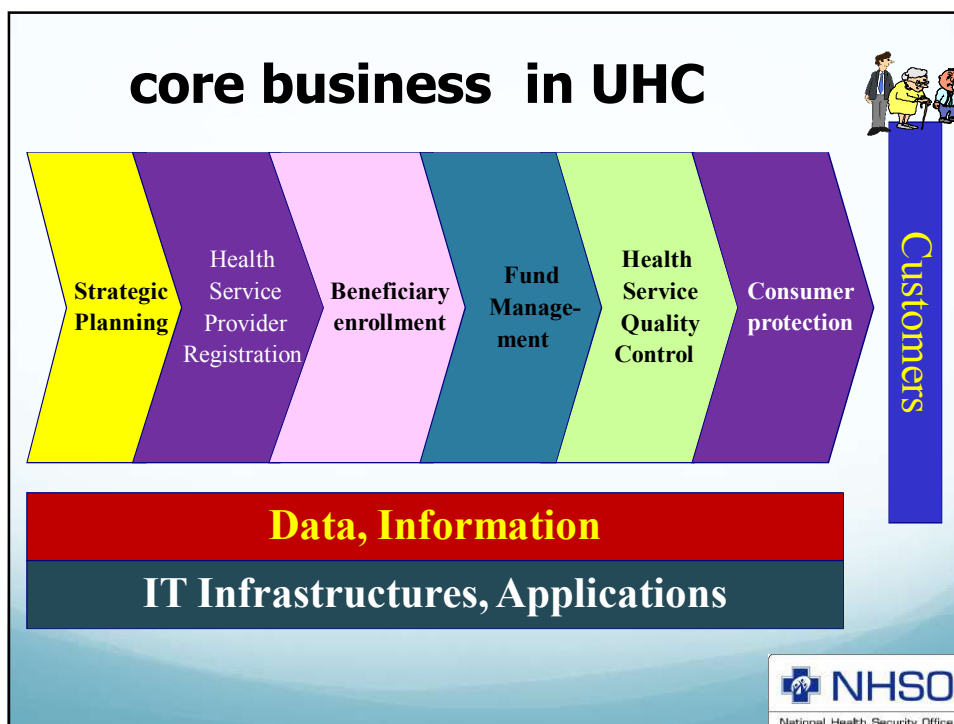 core business in UHC
Strategic
Planning
Health
Service
Provider
Registration
Beneficiary
enrollment
Fund
Manage-
ment
Health
Service
Quality
Control
Consumer
protection
Customers
Data, Information
IT Infrastructures, Applications
NHSO
National Health Security Office